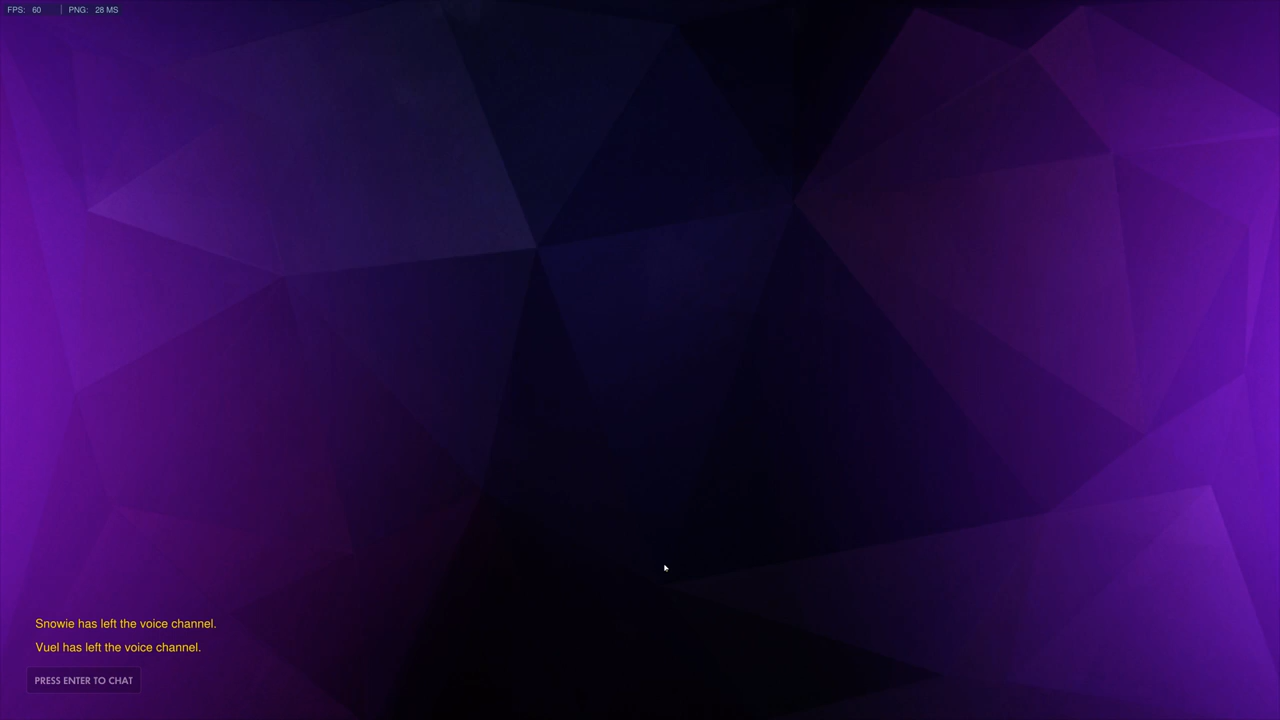 FPS: 60 | PNG: 28 MS
Snowie has left the voice channel.
Vuel has left the voice channel.
PRESS ENTER TO CHAT